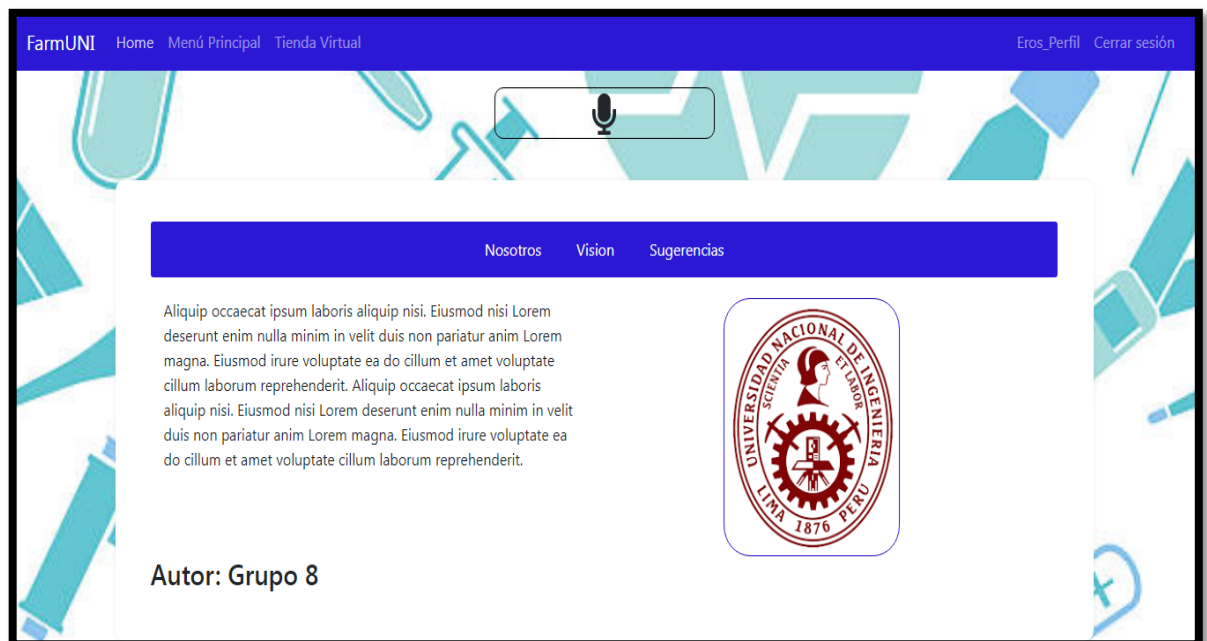 FarmUNI Home Menú Principal Tienda Virtual Eros_Perfil Cerrar sesión
Nosotros Vision Sugerencias
Aliquip occaecat ipsum laboris aliquip nisi. Eiusmod nisi Lorem
deserunt enim nulla minim in velit duis non pariatur anim Lorem
magna. Eiusmod irure voluptate ea do cillum et amet voluptate
cillum laborum reprehenderit. Aliquip occaecat ipsum laboris
aliquip nisi. Eiusmod nisi Lorem deserunt enim nulla minim in velit
duis non pariatur anim Lorem magna. Eiusmod irure voluptate ea
do cillum et amet voluptate cillum laborum reprehenderit.
UNIVERSIDAD NACIONAL DE INGENIERIA
SCIENTIA ET LABOR
LIMA 1876 PERU
Autor: Grupo 8